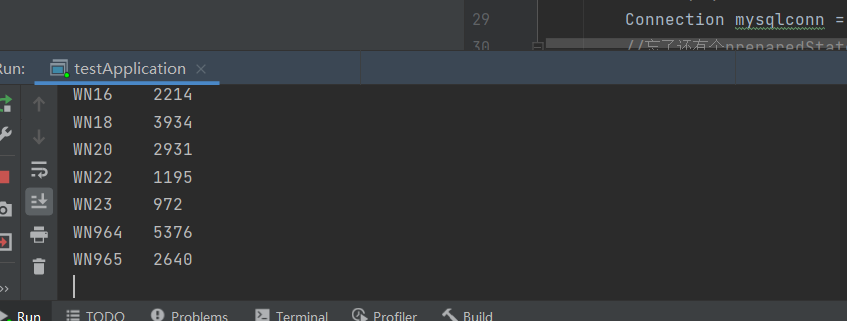 29 Connection mysqlconn =
30 //忘了还有个preparedStat
Run: testApplication ×
WN16 2214
WN18 3934
WN20 2931
WN22 1195
WN23 972
WN964 5376
WN965 2640
Run TODO Problems Terminal Profiler Build